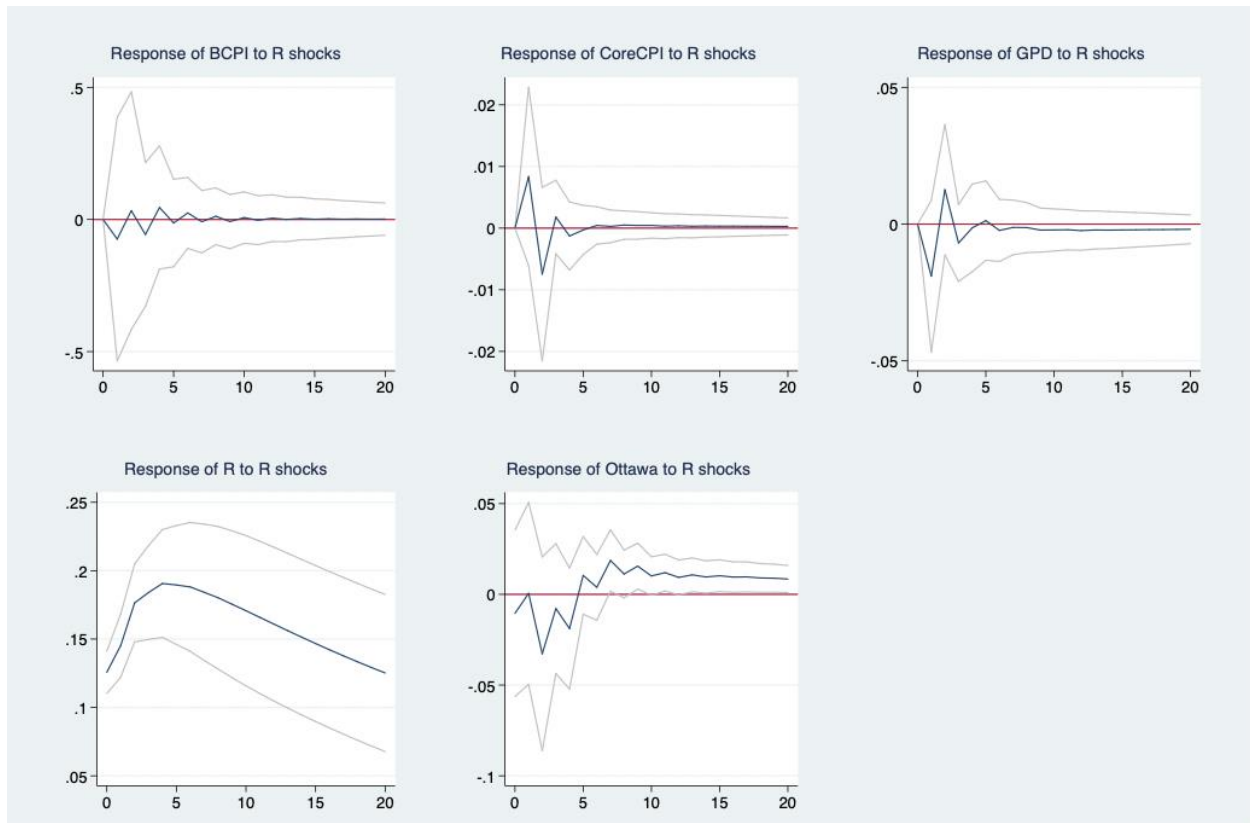 Response of BCPI to R shocks
.5
0
-.5
0 5 10 15 20
Response of CoreCPI to R shocks
.02
.01
0
-.01
-.02
0 5 10 15 20
Response of GPD to R shocks
.05
0
-.05
0 5 10 15 20
Response of R to R shocks
.25
.2
.15
.1
.05
0 5 10 15 20
Response of Ottawa to R shocks
.05
0
-.05
-.1
0 5 10 15 20